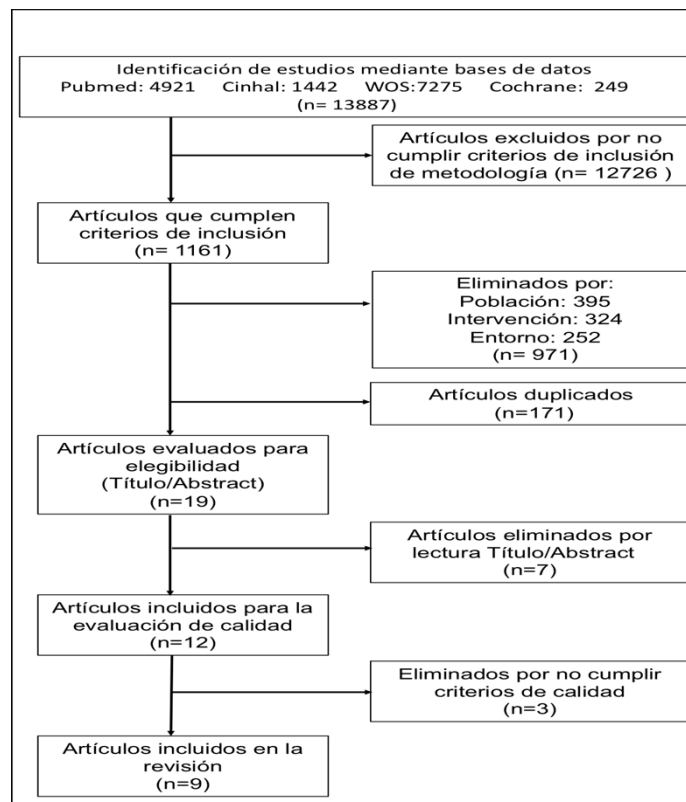 Identificación de estudios mediante bases de datos
Pubmed: 4921 Cinhal: 1442 WOS:7275 Cochrane: 249
(n= 13887)
Artículos excluidos por no
cumplir criterios de inclusión
de metodología (n= 12726 )
Artículos que cumplen
criterios de inclusión
(n= 1161)
Eliminados por:
Población: 395
Intervención: 324
Entorno: 252
(n= 971)
Artículos duplicados
(n=171)
Artículos evaluados para
elegibilidad
(Título/Abstract)
(n=19)
Artículos eliminados por
lectura Título/Abstract
(n=7)
Artículos incluidos para la
evaluación de calidad
(n=12)
Eliminados por no cumplir
criterios de calidad
(n=3)
Artículos incluidos en la
revisión
(n=9)